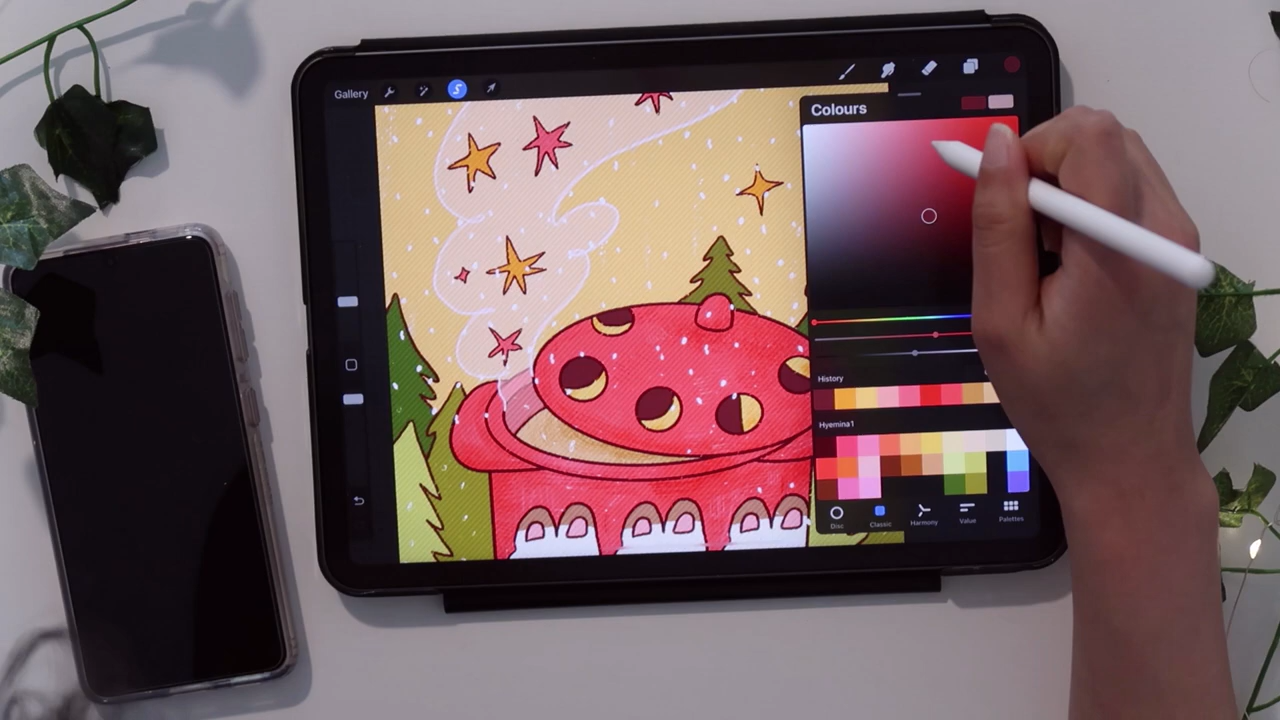 Gallery
Colours
History
Hyemina1
Disc Classic Harmony Value Palettes